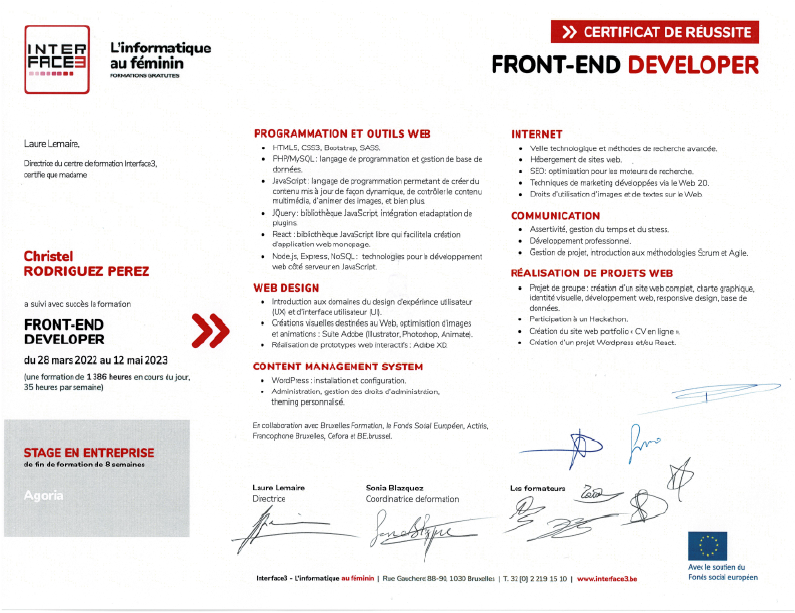 INTER
FACE3
L'informatique
au féminin
FORMATIONS GRATUITES
CERTIFICAT DE RÉUSSITE
FRONT-END DEVELOPER
Laure Lemaire,
Directrice du centre de formation Interface3,
certifie que madame
Christel
RODRIGUEZ PEREZ
a suivi avec succès la formation
FRONT-END
DEVELOPER
du 28 mars 2022 au 12 mai 2023
(une formation de 1 386 heures en cours du jour,
35 heures par semaine)
STAGE EN ENTREPRISE
de fin de formation de 8 semaines
Agoria
PROGRAMMATION ET OUTILS WEB
• HTML5, CSS3, Bootstrap, SASS.
• PHP/MySQL : langage de programmation et gestion de base de
données.
• JavaScript : langage de programmation permetant de créer du
contenu mis à jour de façon dynamique, de contrôler le contenu
multimédia, d'animer des images, et bien plus.
• JQuery : bibliothèque JavaScript, intégration et adaptation de
plugins.
• React : bibliothèque JavaScript libre qui facilite la création
d'application web monopage.
• Node.js, Express, NoSQL : technologies pour le développement
web côté serveur en JavaScript.
WEB DESIGN
• Introduction aux domaines du design d'expérience utilisateur
(UX) et d'interface utilisateur (UI).
• Créations visuelles destinées au Web, optimisation d'images
et animations : Suite Adobe (Illustrator, Photoshop, Animate).
• Réalisation de prototypes web interactifs : Adobe XD.
CONTENT MANAGEMENT SYSTEM
• WordPress : installation et configuration.
• Administration, gestion des droits d'administration,
theming personnalisé.
En collaboration avec Bruxelles Formation, le Fonds Social Européen, Actiris,
Francophone Bruxelles, Cefora et BE.brussel.
INTERNET
• Veille technologique et méthodes de recherche avancée.
• Hébergement de sites web.
• SEO: optimisation pour les moteurs de recherche.
• Techniques de marketing développées via le Web 2.0.
• Droits d'utilisation d'images et de textes sur le Web.
COMMUNICATION
• Assertivité, gestion du temps et du stress.
• Développement professionnel.
• Gestion de projet, introduction aux méthodologies Scrum et Agile.
RÉALISATION DE PROJETS WEB
• Projet de groupe : création d'un site web complet, charte graphique,
identité visuelle, développement web, responsive design, base de
données.
• Participation à un Hackathon.
• Création du site web portfolio « CV en ligne ».
• Création d'un projet Wordpress et/ou React.
Laure Lemaire
Directrice
Sonia Blazquez
Coordinatrice de formation
Les formateurs
Interface3 - L'informatique au féminin | Rue Gaucheret 88-90, 1030 Bruxelles | T. 32 [0] 2 219 15 10 | www.interface3.be
Avec le soutien du
Fonds social européen